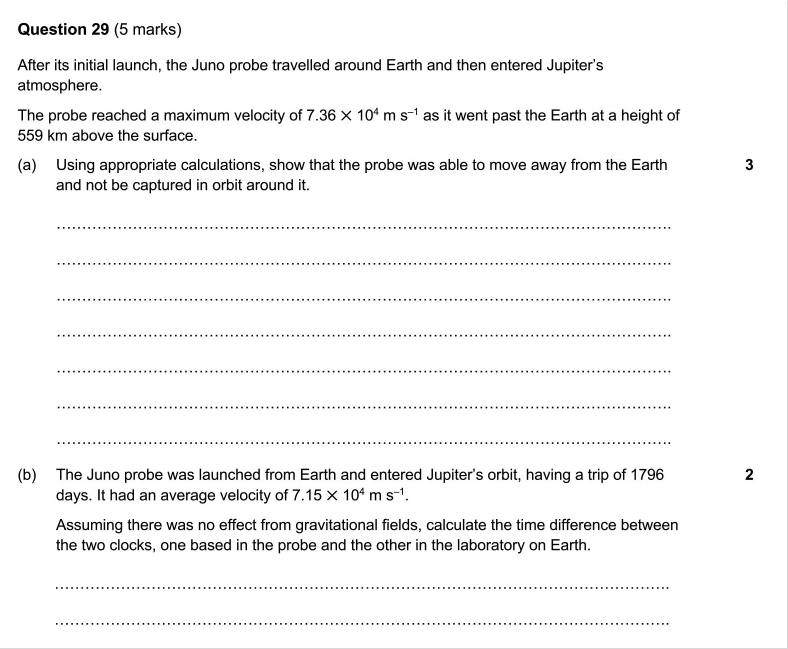 Question 29 (5 marks)
After its initial launch, the Juno probe travelled around Earth and then entered Jupiter's
atmosphere.
The probe reached a maximum velocity of 7.36 × 10⁴ m s⁻¹ as it went past the Earth at a height of
559 km above the surface.
(a) Using appropriate calculations, show that the probe was able to move away from the Earth 3
and not be captured in orbit around it.
(b) The Juno probe was launched from Earth and entered Jupiter's orbit, having a trip of 1796 2
days. It had an average velocity of 7.15 × 10⁴ m s⁻¹.
Assuming there was no effect from gravitational fields, calculate the time difference between
the two clocks, one based in the probe and the other in the laboratory on Earth.